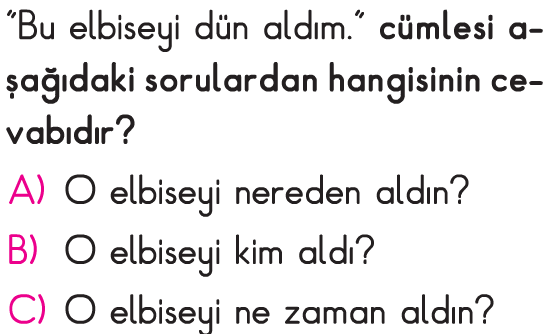 “Bu elbiseyi dün aldım.” cümlesi a-
şağıdaki sorulardan hangisinin ce-
vabıdır?
A) O elbiseyi nereden aldın?
B) O elbiseyi kim aldı?
C) O elbiseyi ne zaman aldın?